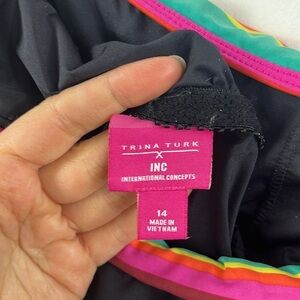 TRINA TURK
X
INC
INTERNATIONAL CONCEPTS
14
MADE IN
VIETNAM